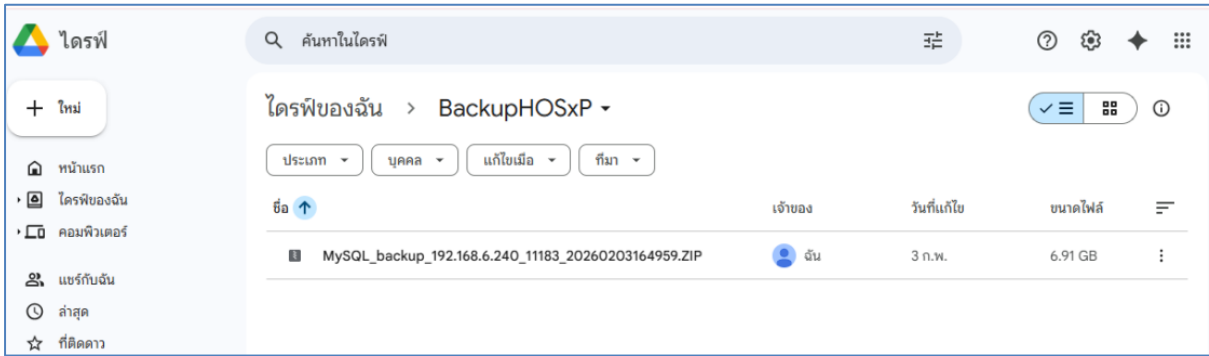 ไดรฟ์
ค้นหาในไดรฟ์
ใหม่
ไดรฟ์ของฉัน > BackupHOSxP
ประเภท บุคคล แก้ไขเมื่อ ที่มา
หน้าแรก
ไดรฟ์ของฉัน
คอมพิวเตอร์
แชร์กับฉัน
ล่าสุด
ที่ติดดาว
ชื่อ เจ้าของ วันที่แก้ไข ขนาดไฟล์
MySQL_backup_192.168.6.240_11183_20260203164959.ZIP ฉัน 3 ก.พ. 6.91 GB